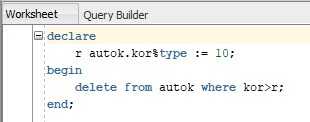 Worksheet Query Builder
declare
r autok.kor%type := 10;
begin
delete from autok where kor>r;
end;